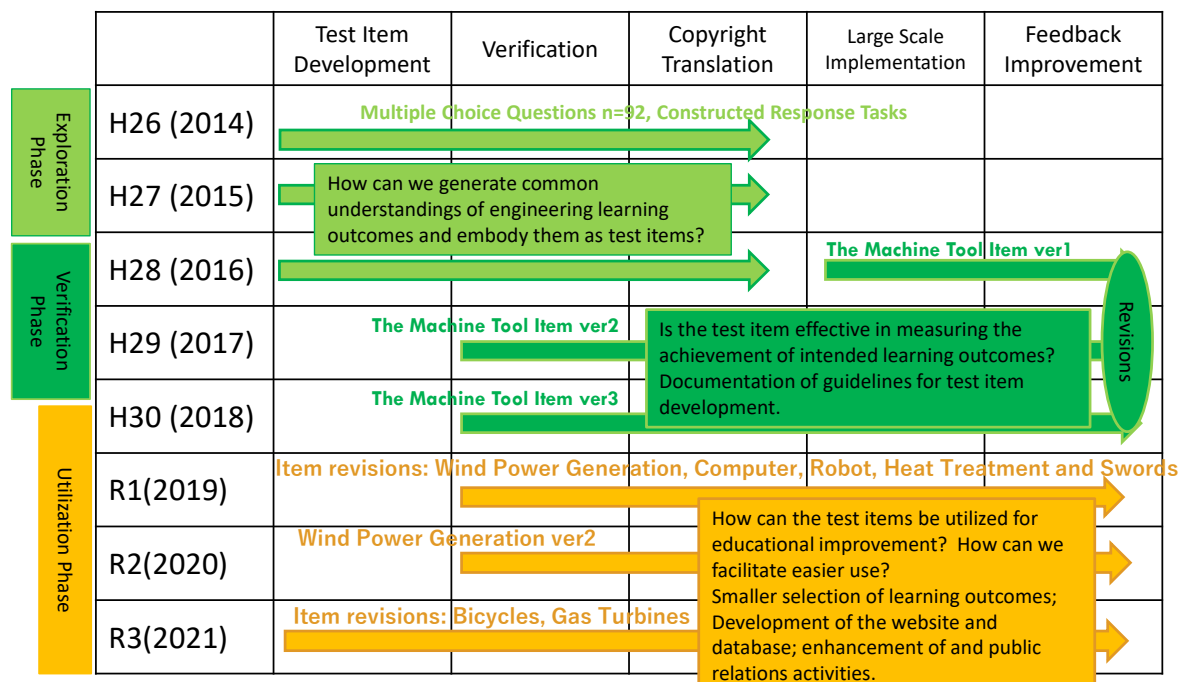 Test Item
Development
Verification
Copyright
Translation
Large Scale
Implementation
Feedback
Improvement
Exploration
Phase
H26 (2014)
Multiple Choice Questions n=92, Constructed Response Tasks
H27 (2015)
How can we generate common
understandings of engineering learning
outcomes and embody them as test items?
Verification
Phase
H28 (2016)
The Machine Tool Item ver1
Revisions
H29 (2017)
The Machine Tool Item ver2
Is the test item effective in measuring the
achievement of intended learning outcomes?
Documentation of guidelines for test item
development.
H30 (2018)
The Machine Tool Item ver3
Utilization Phase
R1(2019)
Item revisions: Wind Power Generation, Computer, Robot, Heat Treatment and Swords
R2(2020)
Wind Power Generation ver2
How can the test items be utilized for
educational improvement?  How can we
facilitate easier use?
Smaller selection of learning outcomes;
Development of the website and
database; enhancement of and public
relations activities.
R3(2021)
Item revisions: Bicycles, Gas Turbines